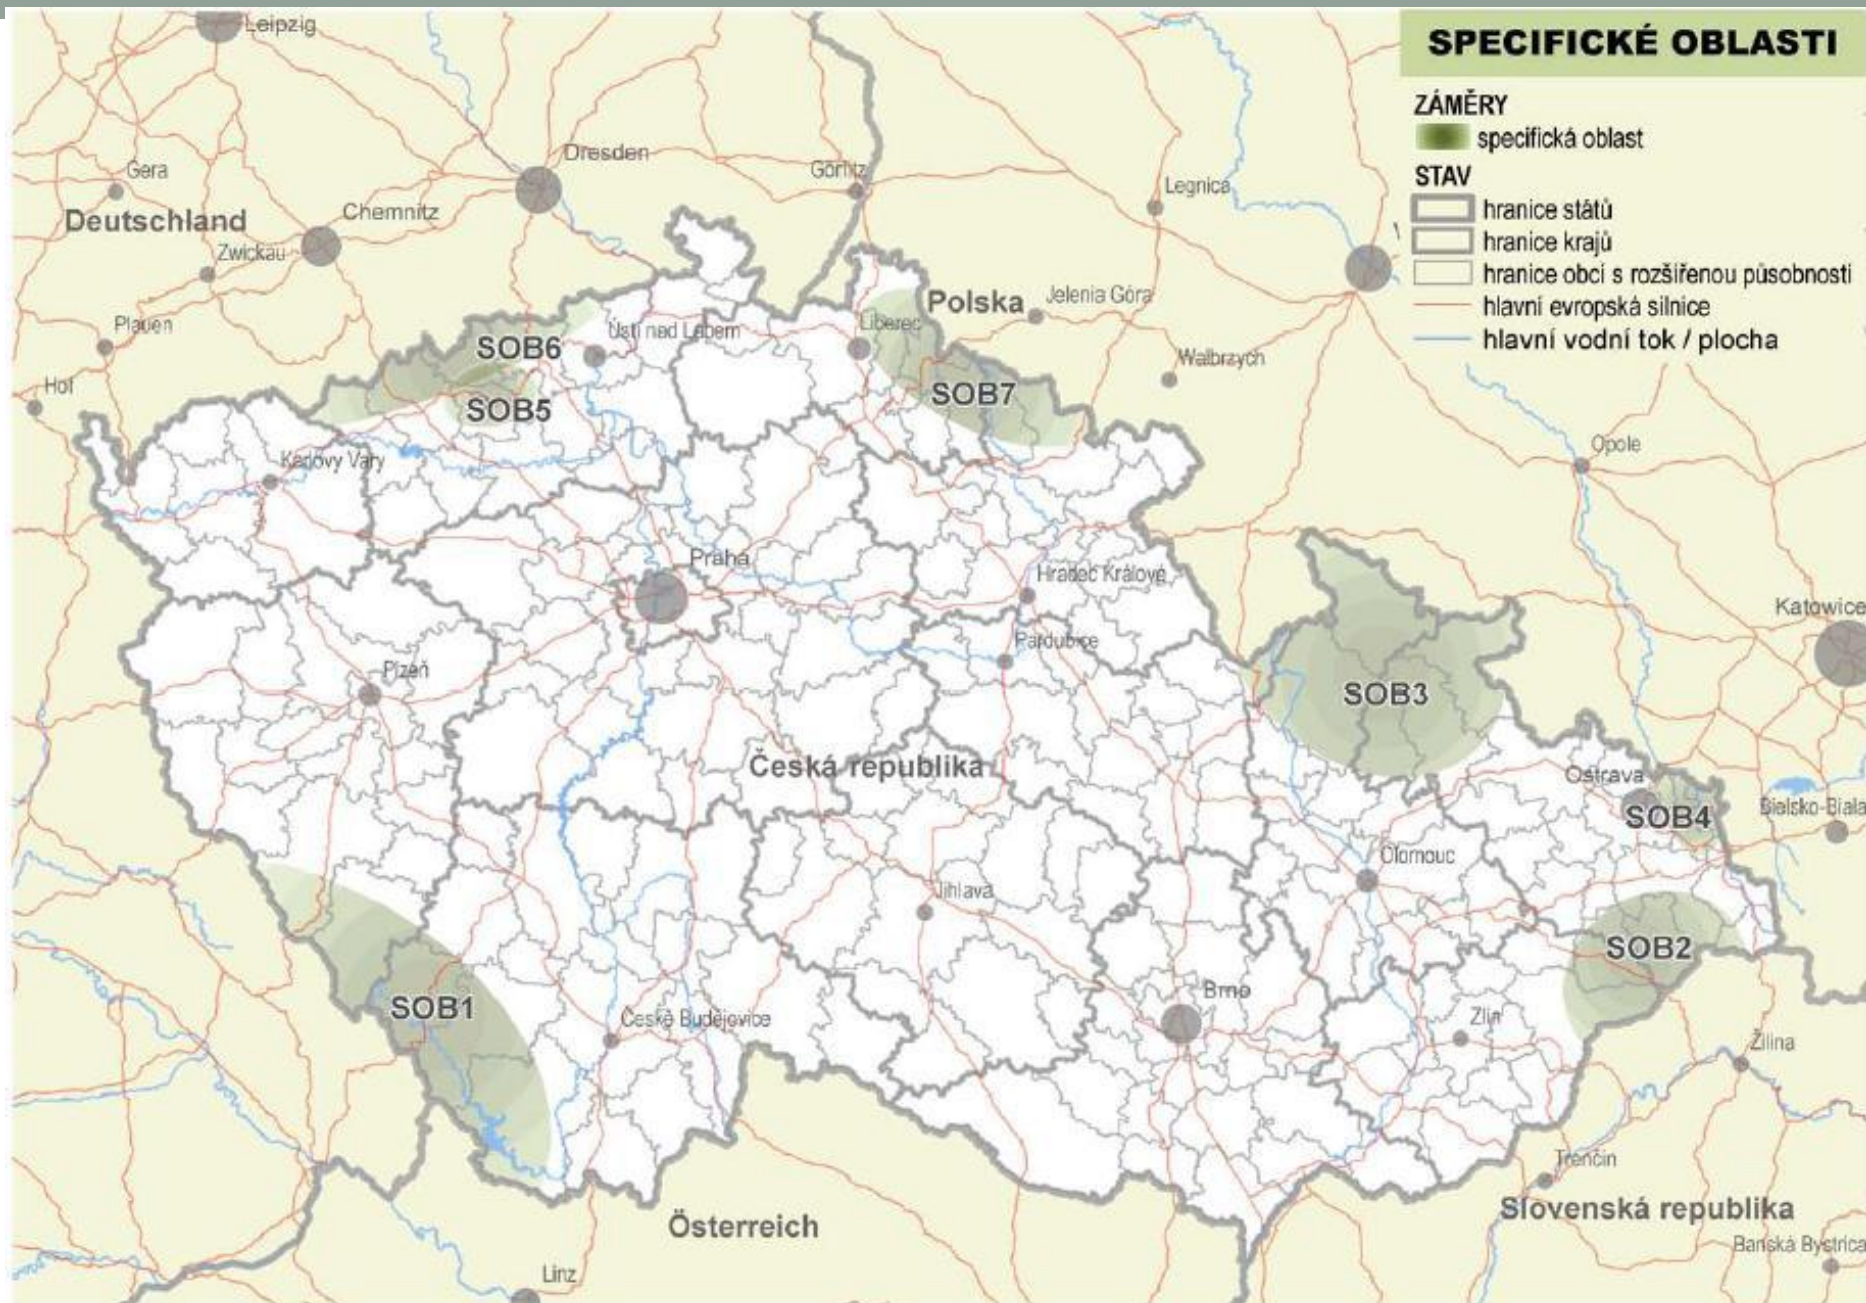 SPECIFICKÉ OBLASTI
ZÁMĚRY
specifická oblast
STAV
hranice států
hranice krajů
hranice obcí s rozšířenou působností
hlavní evropská silnice
hlavní vodní tok / plocha
Leipzig
Dresden
Görlitz
Gera
Legnica
Chemnitz
Deutschland
Zwickau
Polska
Jelenia Góra
Plauen
Liberec
Ústí nad Labem
SOB6
Walbrzych
Hof
SOB7
SOB5
Opole
Karlovy Vary
Praha
Hradec Králové
Katowice
Pardubice
Plzeň
SOB3
Česká republika
Ostrava
Bielsko-Biala
SOB4
Olomouc
Jihlava
SOB2
Brno
SOB1
České Budějovice
Zlín
Žilina
Trenčín
Slovenská republika
Österreich
Banská Bystrica
Linz